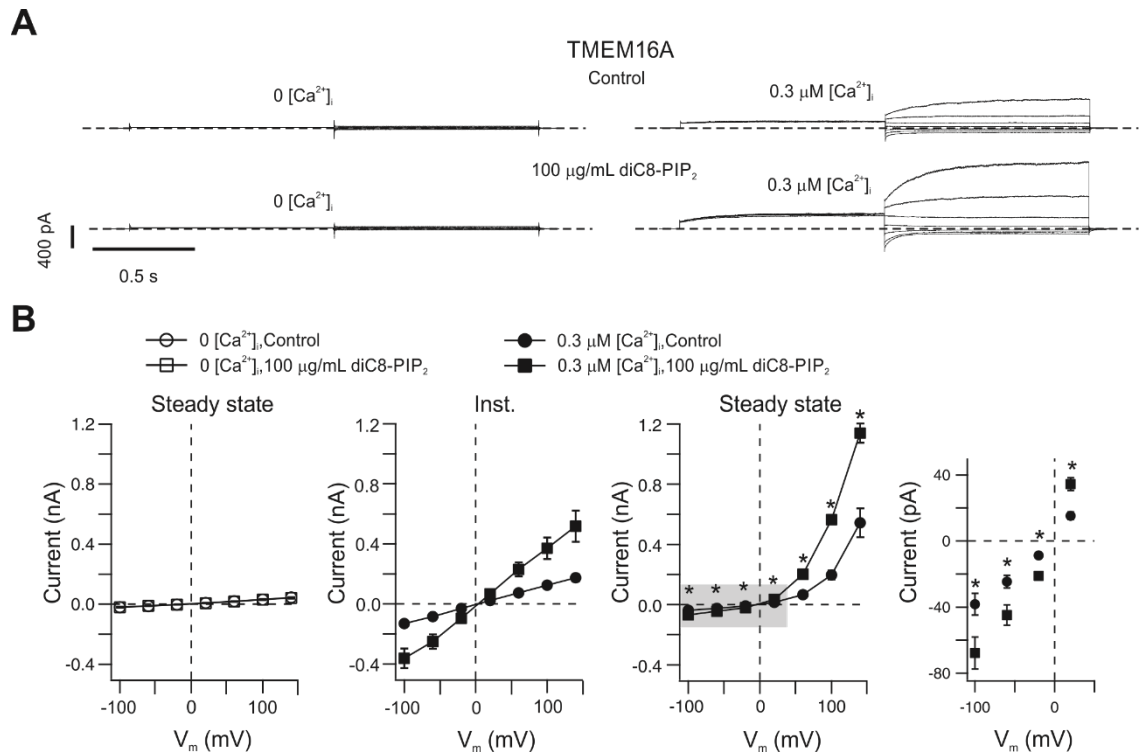 A
TMEM16A
Control
0 [Ca²⁺]ᵢ
0.3 μM [Ca²⁺]ᵢ
100 μg/mL diC8-PIP₂
0 [Ca²⁺]ᵢ
0.3 μM [Ca²⁺]ᵢ
400 pA
0.5 s
B
0 [Ca²⁺]ᵢ,Control
0.3 μM [Ca²⁺]ᵢ,Control
0 [Ca²⁺]ᵢ,100 μg/mL diC8-PIP₂
0.3 μM [Ca²⁺]ᵢ,100 μg/mL diC8-PIP₂
Steady state
1.2
0.8
0.4
0.0
-0.4
Current (nA)
-100 0 100
Vₘ (mV)
Inst.
1.2
0.8
0.4
0.0
-0.4
Current (nA)
-100 0 100
Vₘ (mV)
Steady state
1.2
0.8
0.4
0.0
-0.4
Current (nA)
* * * * * * *
-100 0 100
Vₘ (mV)
40
0
-40
-80
Current (pA)
* * * *
-100 0
Vₘ (mV)